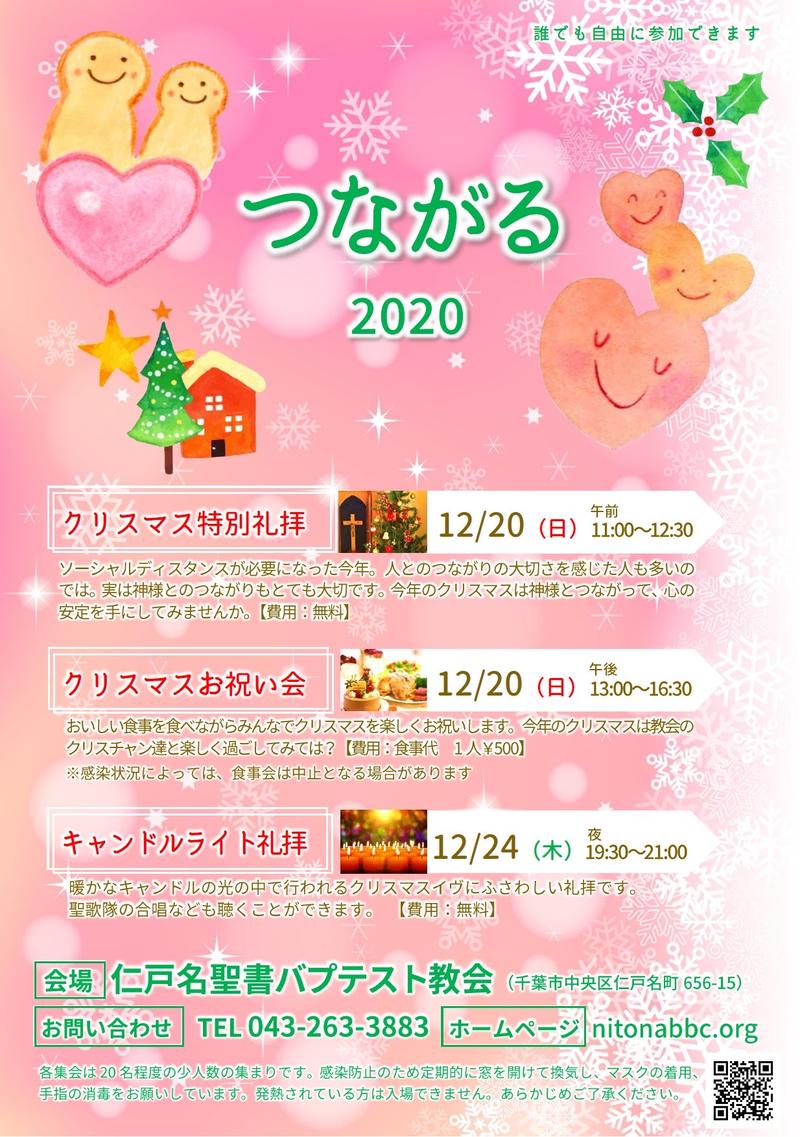 誰でも自由に参加できます
つながる
2020
クリスマス特別礼拝 12/20（日）午前 11:00～12:30
ソーシャルディスタンスが必要になった今年。人とのつながりの大切さを感じた人も多いの
では。実は神様とのつながりもとても大切です。今年のクリスマスは神様とつながって、心の
安定を手にしてみませんか。【費用：無料】
クリスマスお祝い会 12/20（日）午後 13:00～16:30
おいしい食事を食べながらみんなでクリスマスを楽しくお祝いします。今年のクリスマスは教会の
クリスチャン達と楽しく過ごしてみては？【費用：食事代　1人¥500】
※感染状況によっては、食事会は中止となる場合があります
キャンドルライト礼拝 12/24（木）夜 19:30～21:00
暖かなキャンドルの光の中で行われるクリスマスイヴにふさわしい礼拝です。
聖歌隊の合唱なども聴くことができます。　【費用：無料】
会場 仁戸名聖書バプテスト教会（千葉市中央区仁戸名町 656-15）
お問い合わせ TEL 043-263-3883 ホームページ nitonabbc.org
各集会は 20 名程度の少人数の集まりです。感染防止のため定期的に窓を開けて換気し、マスクの着用、
手指の消毒をお願いしています。発熱されている方は入場できません。あらかじめご了承ください。